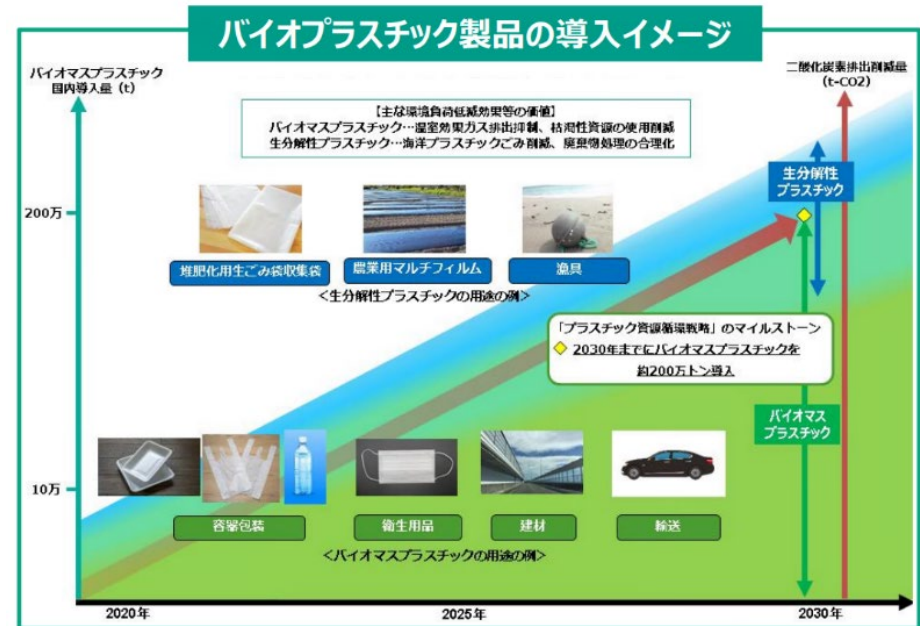 バイオプラスチック製品の導入イメージ
バイオマスプラスチック
国内導入量(t)
二酸化炭素排出削減量
(t-CO2)
【主な環境負荷低減効果等の価値】
バイオマスプラスチック…温室効果ガス排出抑制、枯渇性資源の使用削減
生分解性プラスチック…海洋プラスチックごみ削減、廃棄物処理の合理化
生分解性
プラスチック
200万
堆肥化用生ごみ袋収集袋
農業用マルチフィルム
漁具
<生分解性プラスチックの用途の例>
「プラスチック資源循環戦略」のマイルストーン
2030年までにバイオマスプラスチックを
約200万トン導入
バイオマス
プラスチック
10万
容器包装
衛生用品
建材
輸送
<バイオマスプラスチックの用途の例>
2020年
2025年
2030年